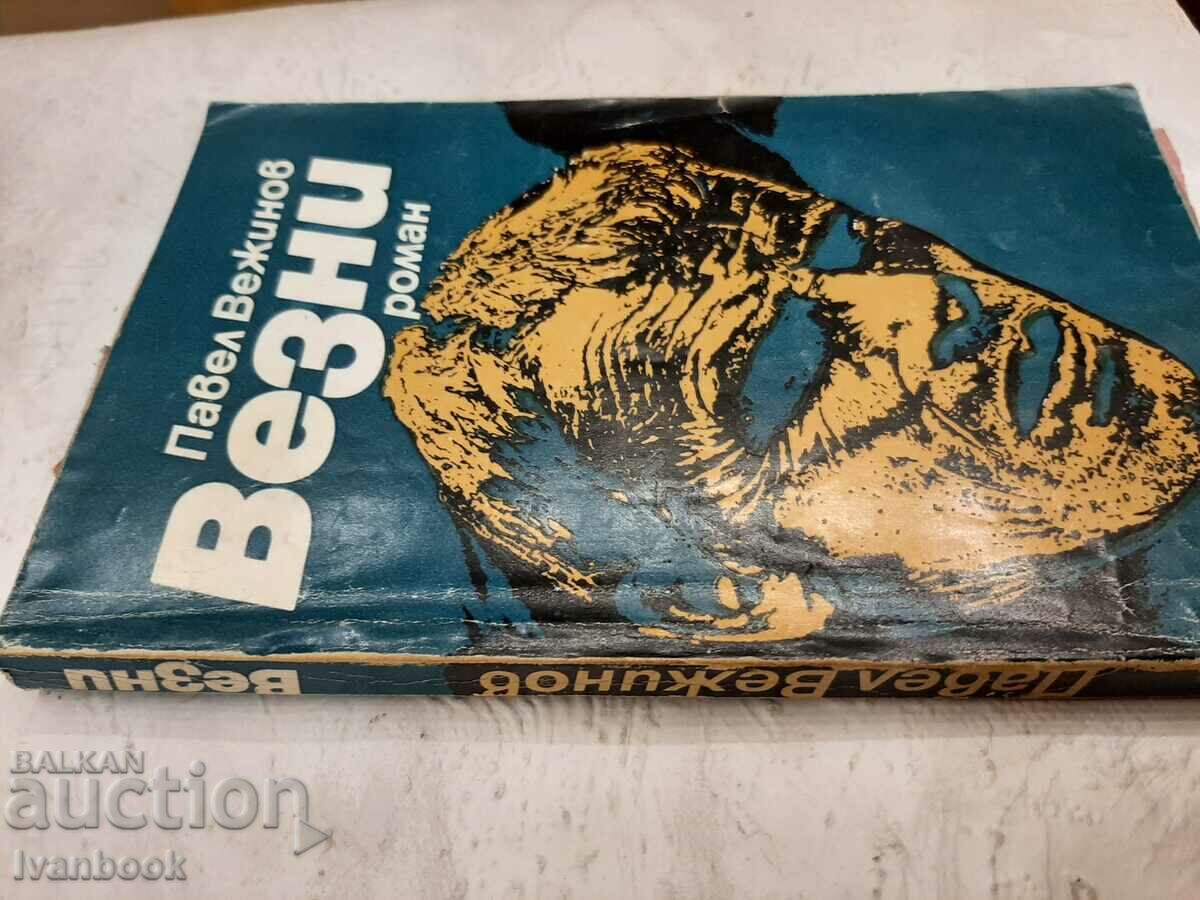 Павел Вежинов
Везни
роман
Везни
Павел Вежинов
BALKAN
auction
Ivanbook